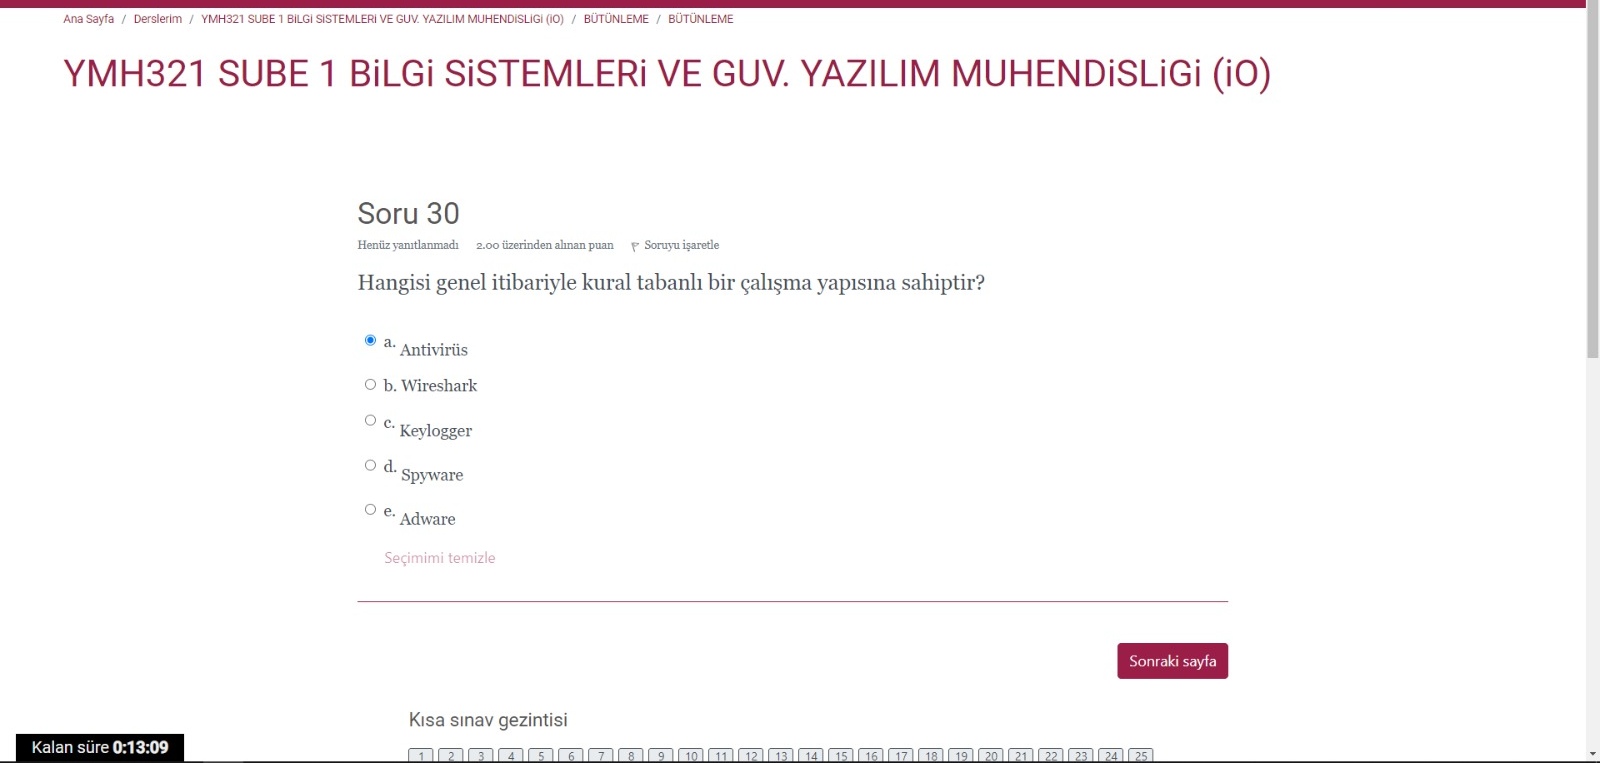 Ana Sayfa / Derslerim / YMH321 SUBE 1 BiLGi SiSTEMLERi VE GUV. YAZILIM MUHENDiSLiGi (iO) / BÜTÜNLEME / BÜTÜNLEME
YMH321 SUBE 1 BiLGi SiSTEMLERi VE GUV. YAZILIM MUHENDiSLiGi (iO)
Soru 30
Henüz yanıtlanmadı 2.00 üzerinden alınan puan Soruyu işaretle
Hangisi genel itibariyle kural tabanlı bir çalışma yapısına sahiptir?
a. Antivirüs
b. Wireshark
c. Keylogger
d. Spyware
e. Adware
Seçimimi temizle
Sonraki sayfa
Kısa sınav gezintisi
Kalan süre 0:13:09
1 2 3 4 5 6 7 8 9 10 11 12 13 14 15 16 17 18 19 20 21 22 23 24 25